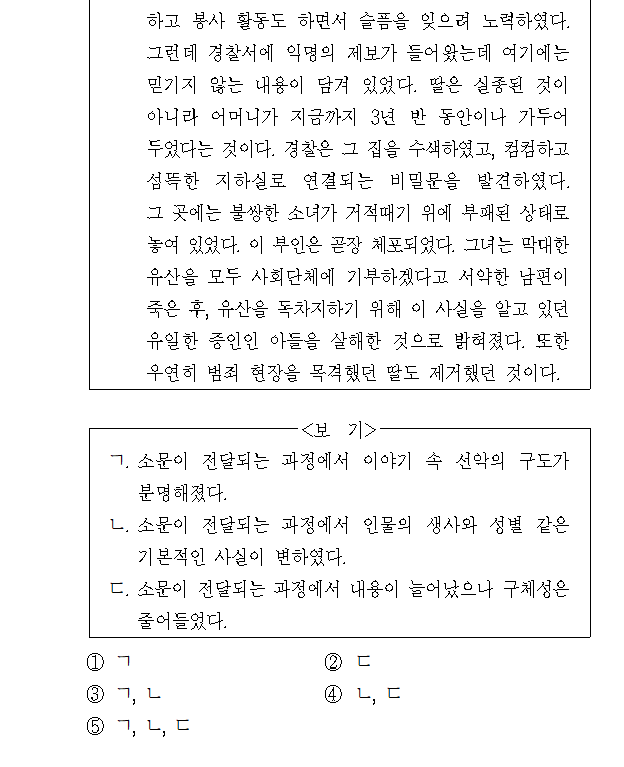 하고 봉사 활동도 하면서 슬픔을 잊으려 노력하였다.
그런데 경찰서에 익명의 제보가 들어왔는데 여기에는
믿기지 않는 내용이 담겨 있었다. 딸은 실종된 것이
아니라 어머니가 지금까지 3년 반 동안이나 가두어
두었다는 것이다. 경찰은 그 집을 수색하였고, 컴컴하고
섬뜩한 지하실로 연결되는 비밀문을 발견하였다.
그 곳에는 불쌍한 소녀가 거적때기 위에 부패된 상태로
놓여 있었다. 이 부인은 곧장 체포되었다. 그녀는 막대한
유산을 모두 사회단체에 기부하겠다고 서약한 남편이
죽은 후, 유산을 독차지하기 위해 이 사실을 알고 있던
유일한 증인인 아들을 살해한 것으로 밝혀졌다. 또한
우연히 범죄 현장을 목격했던 딸도 제거했던 것이다.
<보 기>
ㄱ. 소문이 전달되는 과정에서 이야기 속 선악의 구도가
분명해졌다.
ㄴ. 소문이 전달되는 과정에서 인물의 생사와 성별 같은
기본적인 사실이 변하였다.
ㄷ. 소문이 전달되는 과정에서 내용이 늘어났으나 구체성은
줄어들었다.
① ㄱ ② ㄷ
③ ㄱ, ㄴ ④ ㄴ, ㄷ
⑤ ㄱ, ㄴ, ㄷ